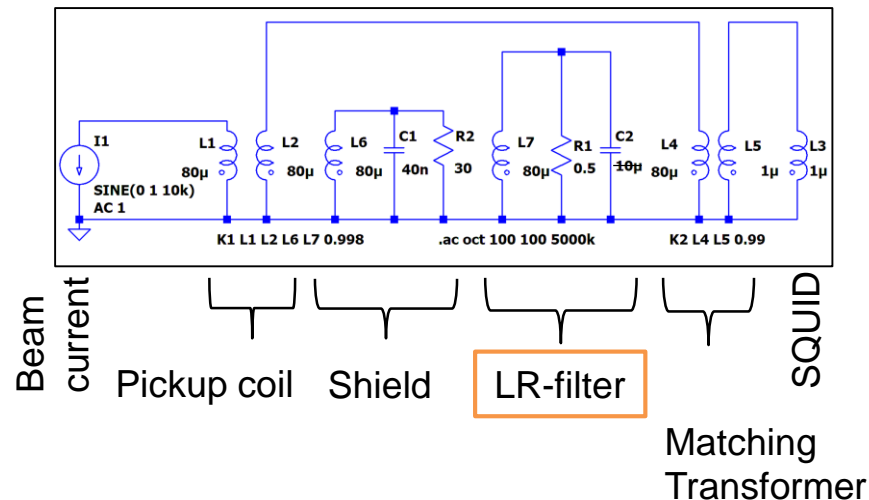 I1
SINE(0 1 10k)
AC 1
L1
80µ
L2
80µ
L6
80µ
C1
40n
R2
30
L7
80µ
R1
0.5
C2
10µ
L4
80µ
L5
1µ
L3
1µ
K1 L1 L2 L6 L7 0.998
.ac oct 100 100 5000k
K2 L4 L5 0.99
Beam
current
Pickup coil
Shield
LR-filter
SQUID
Matching
Transformer